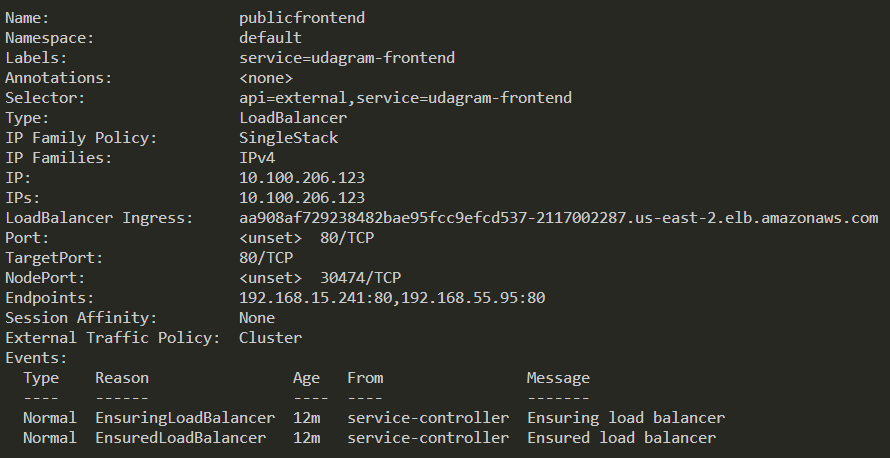 Name:                     publicfrontend
Namespace:                default
Labels:                   service=udagram-frontend
Annotations:              <none>
Selector:                 api=external,service=udagram-frontend
Type:                     LoadBalancer
IP Family Policy:         SingleStack
IP Families:              IPv4
IP:                       10.100.206.123
IPs:                      10.100.206.123
LoadBalancer Ingress:     aa908af729238482bae95fcc9efcd537-2117002287.us-east-2.elb.amazonaws.com
Port:                     <unset>  80/TCP
TargetPort:               80/TCP
NodePort:                 <unset>  30474/TCP
Endpoints:                192.168.15.241:80,192.168.55.95:80
Session Affinity:         None
External Traffic Policy:  Cluster
Events:
  Type    Reason                Age   From                Message
  ----    ------                ----  ----                -------
  Normal  EnsuringLoadBalancer  12m   service-controller  Ensuring load balancer
  Normal  EnsuredLoadBalancer   12m   service-controller  Ensured load balancer